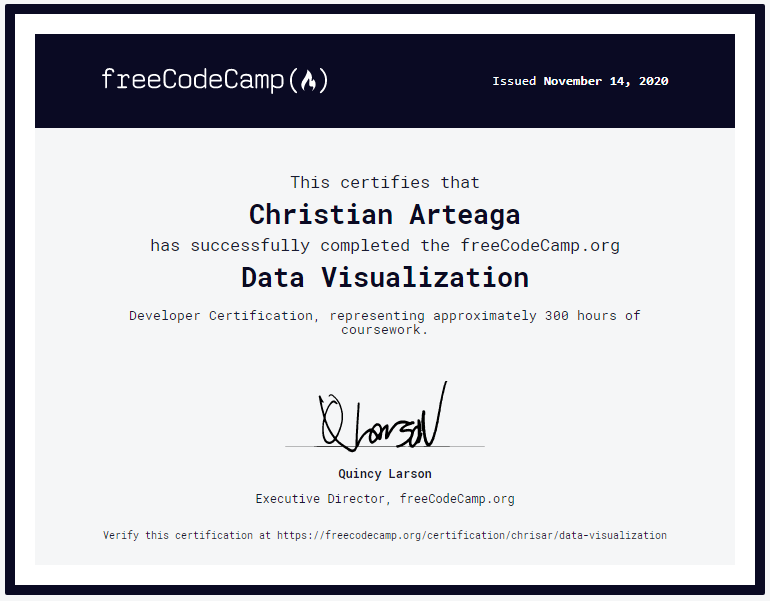 freeCodeCamp(🔥)
Issued November 14, 2020
This certifies that
Christian Arteaga
has successfully completed the freeCodeCamp.org
Data Visualization
Developer Certification, representing approximately 300 hours of
coursework.
Q Larson
Quincy Larson
Executive Director, freeCodeCamp.org
Verify this certification at https://freecodecamp.org/certification/chrisar/data-visualization